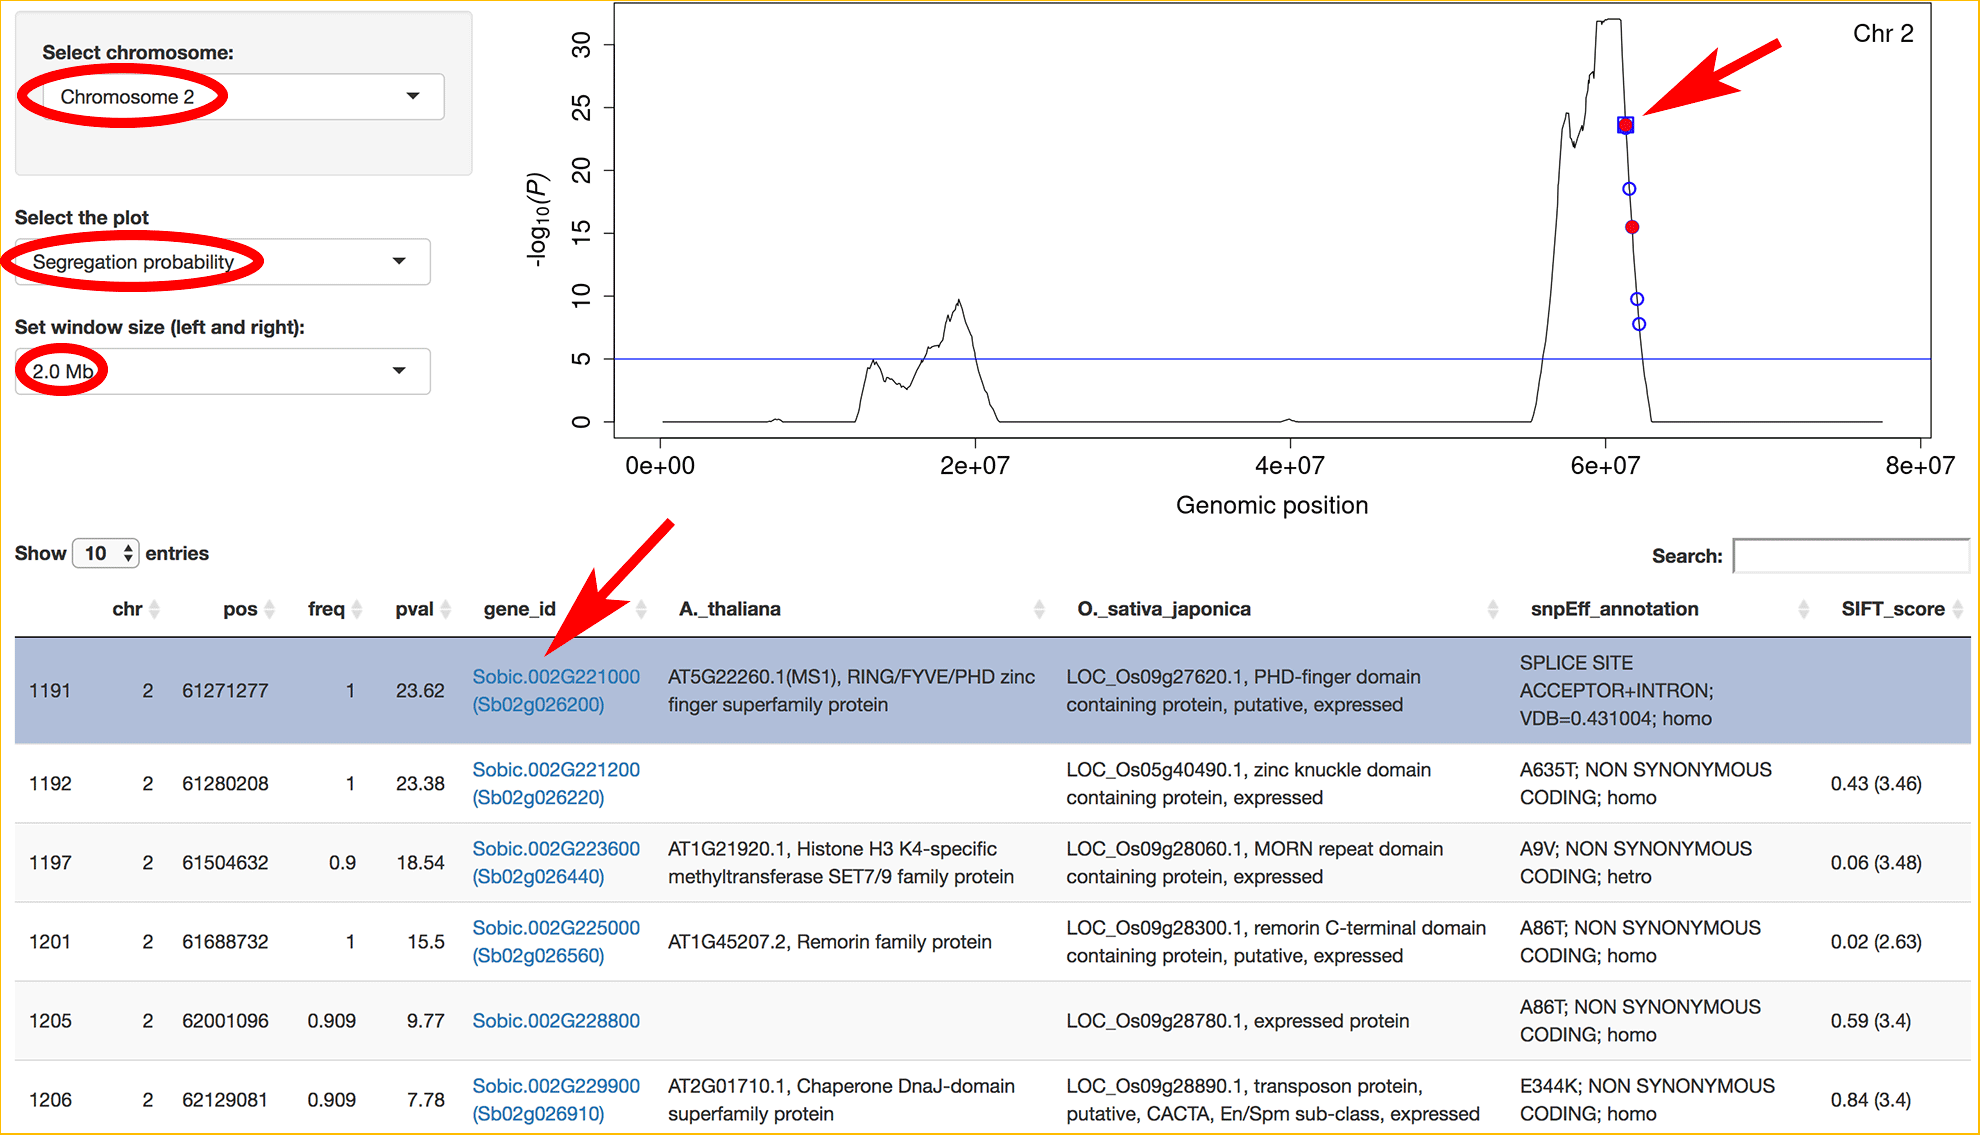 Select chromosome:
Chromosome 2
Select the plot
Segregation probability
Set window size (left and right):
2.0 Mb
Chr 2
-log10(P)
30
25
20
15
10
5
0
0e+00 2e+07 4e+07 6e+07 8e+07
Genomic position
Show 10 entries
Search:
chr pos freq pval gene_id A._thaliana O._sativa_japonica snpEff_annotation SIFT_score
1191 2 61271277 1 23.62 Sobic.002G221000 (Sb02g026200) AT5G22260.1(MS1), RING/FYVE/PHD zinc finger superfamily protein LOC_Os09g27620.1, PHD-finger domain containing protein, putative, expressed SPLICE SITE ACCEPTOR+INTRON; VDB=0.431004; homo
1192 2 61280208 1 23.38 Sobic.002G221200 (Sb02g026220) LOC_Os05g40490.1, zinc knuckle domain containing protein, expressed A635T; NON SYNONYMOUS CODING; homo 0.43 (3.46)
1197 2 61504632 0.9 18.54 Sobic.002G223600 (Sb02g026440) AT1G21920.1, Histone H3 K4-specific methyltransferase SET7/9 family protein LOC_Os09g28060.1, MORN repeat domain containing protein, expressed A9V; NON SYNONYMOUS CODING; hetro 0.06 (3.48)
1201 2 61688732 1 15.5 Sobic.002G225000 (Sb02g026560) AT1G45207.2, Remorin family protein LOC_Os09g28300.1, remorin C-terminal domain containing protein, putative, expressed A86T; NON SYNONYMOUS CODING; homo 0.02 (2.63)
1205 2 62001096 0.909 9.77 Sobic.002G228800 LOC_Os09g28780.1, expressed protein A86T; NON SYNONYMOUS CODING; homo 0.59 (3.4)
1206 2 62129081 0.909 7.78 Sobic.002G229900 (Sb02g026910) AT2G01710.1, Chaperone DnaJ-domain superfamily protein LOC_Os09g28890.1, transposon protein, putative, CACTA, En/Spm sub-class, expressed E344K; NON SYNONYMOUS CODING; homo 0.84 (3.4)